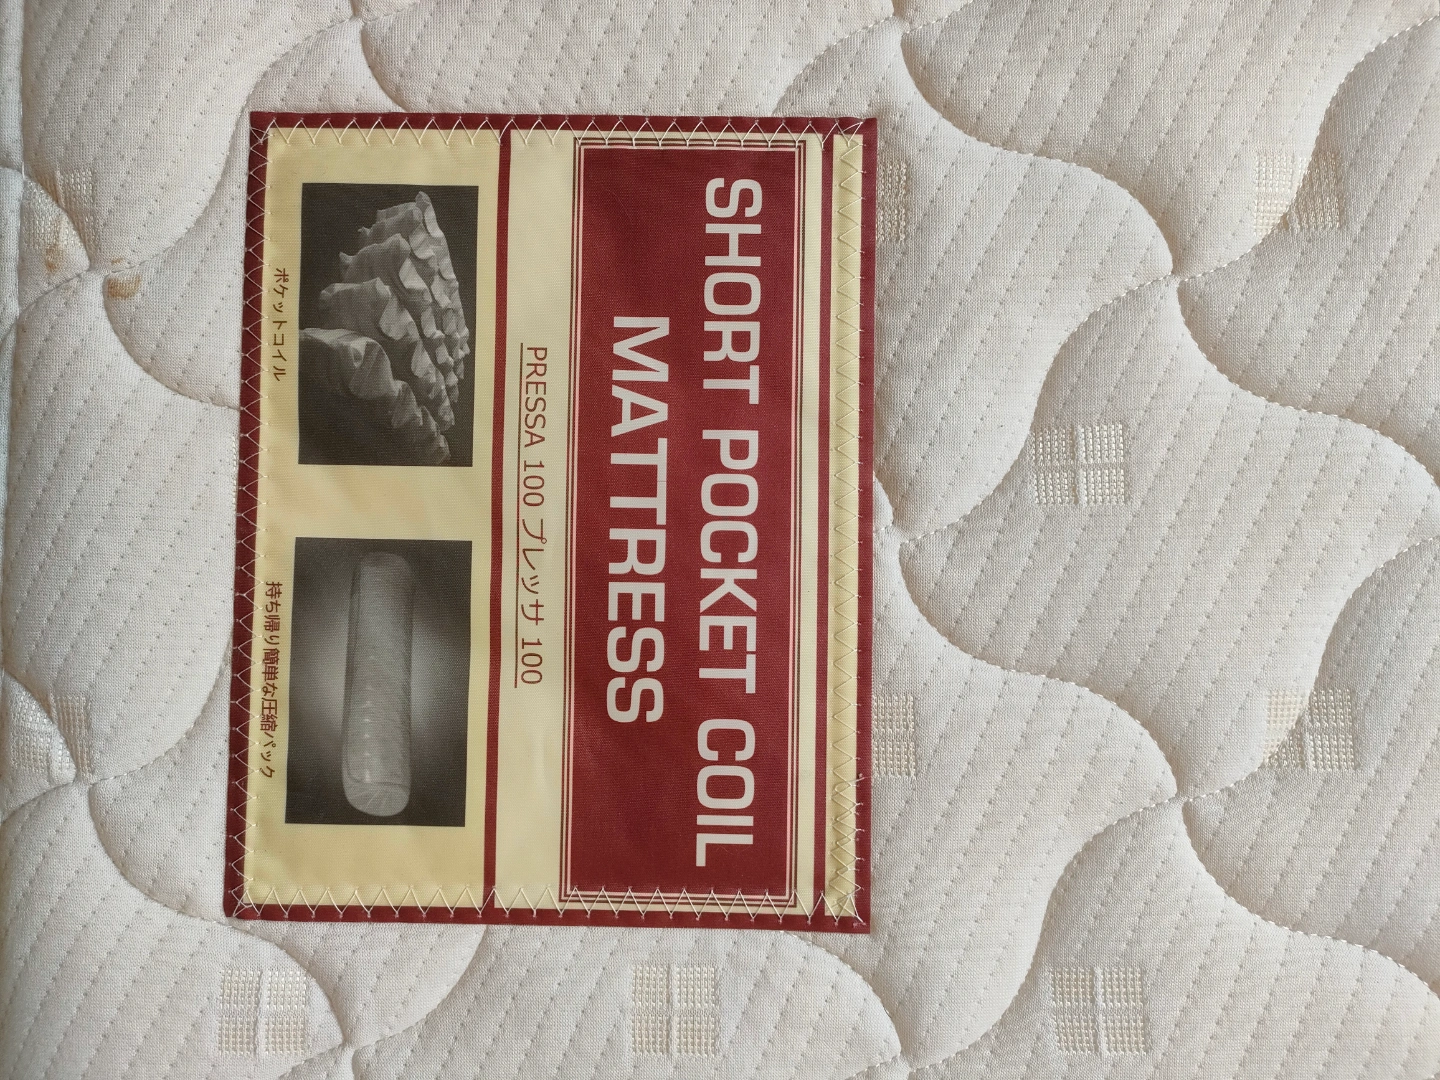 SHORT POCKET COIL
MATTRESS
PRESSA 100 プレッサ 100
ポケットコイル
持ち帰り簡単な圧縮パック